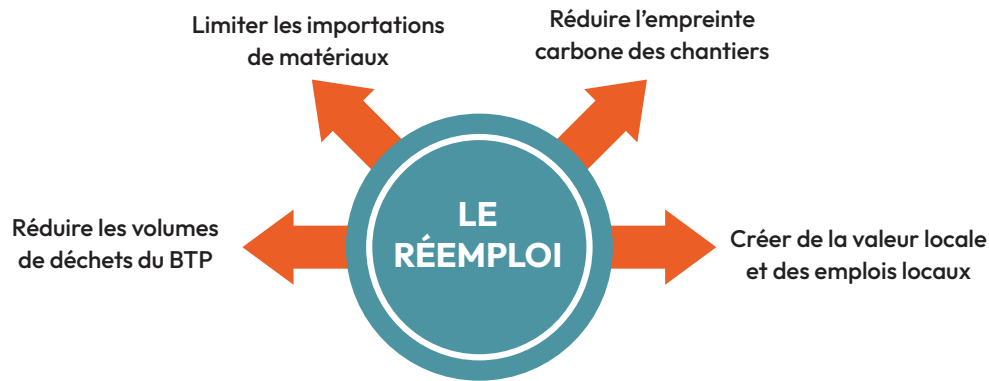 Limiter les importations
de matériaux
Réduire l’empreinte
carbone des chantiers
Réduire les volumes
de déchets du BTP
LE
RÉEMPLOI
Créer de la valeur locale
et des emplois locaux